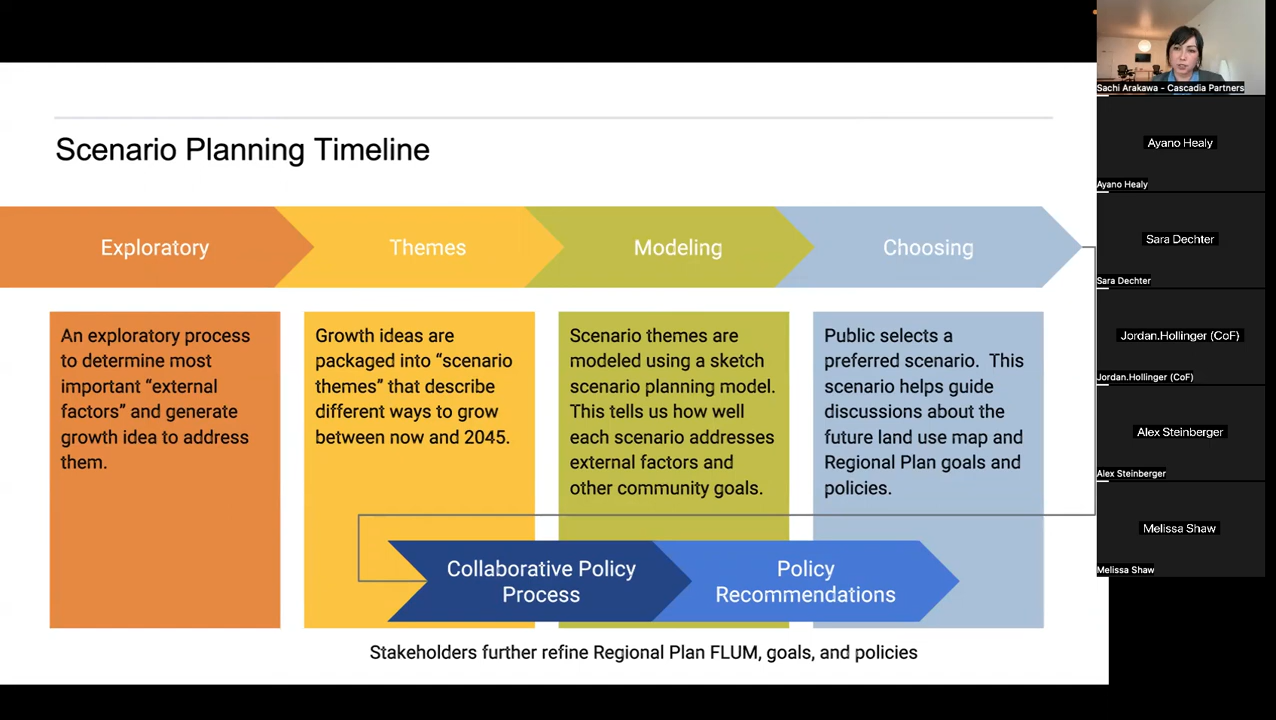 Scenario Planning Timeline
Exploratory
Themes
Modeling
Choosing
An exploratory process
to determine most
important “external
factors” and generate
growth idea to address
them.
Growth ideas are
packaged into “scenario
themes” that describe
different ways to grow
between now and 2045.
Scenario themes are
modeled using a sketch
scenario planning model.
This tells us how well
each scenario addresses
external factors and
other community goals.
Public selects a
preferred scenario. This
scenario helps guide
discussions about the
future land use map and
Regional Plan goals and
policies.
Collaborative Policy
Process
Policy
Recommendations
Stakeholders further refine Regional Plan FLUM, goals, and policies
Sachi Arakawa - Cascadia Partners
Ayano Healy
Ayano Healy
Sara Dechter
Sara Dechter
Jordan.Hollinger (CoF)
Jordan.Hollinger (CoF)
Alex Steinberger
Alex Steinberger
Melissa Shaw
Melissa Shaw